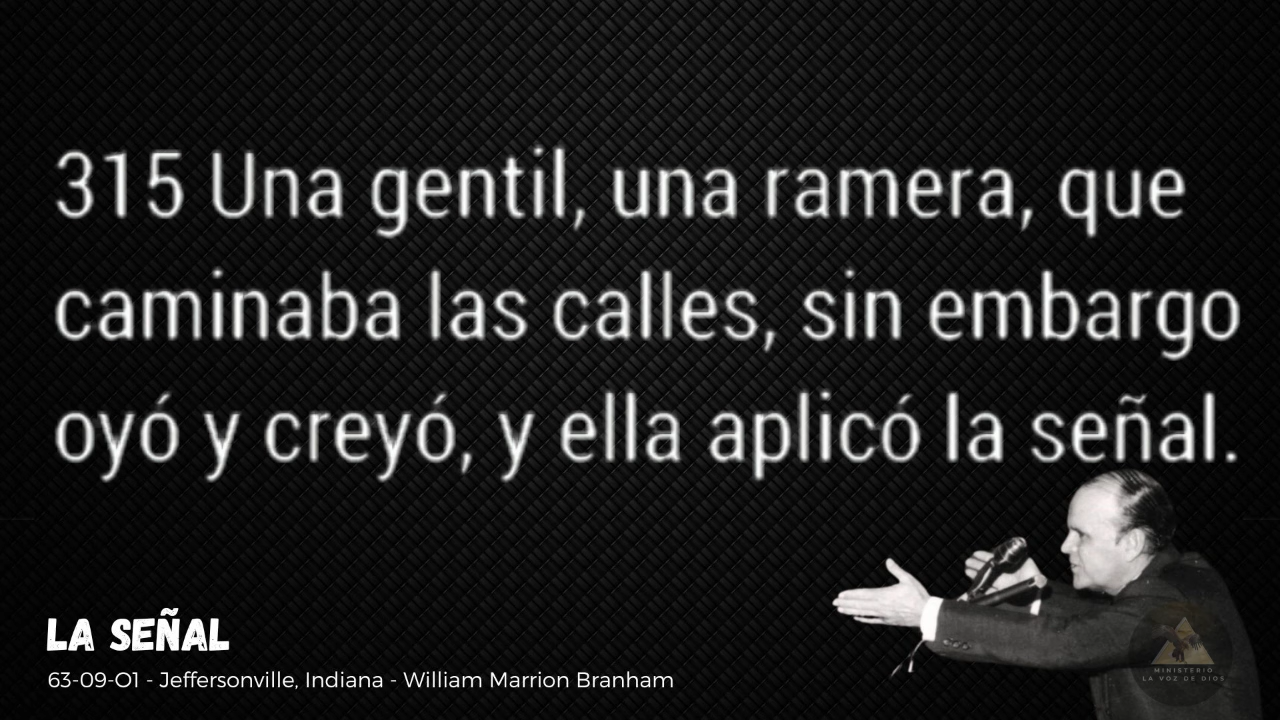 315 Una gentil, una ramera, que
caminaba las calles, sin embargo
oyó y creyó, y ella aplicó la señal.
LA SEÑAL
63-09-O1 - Jeffersonville, Indiana - William Marrion Branham
MINISTERIO
LA VOZ DE DIOS